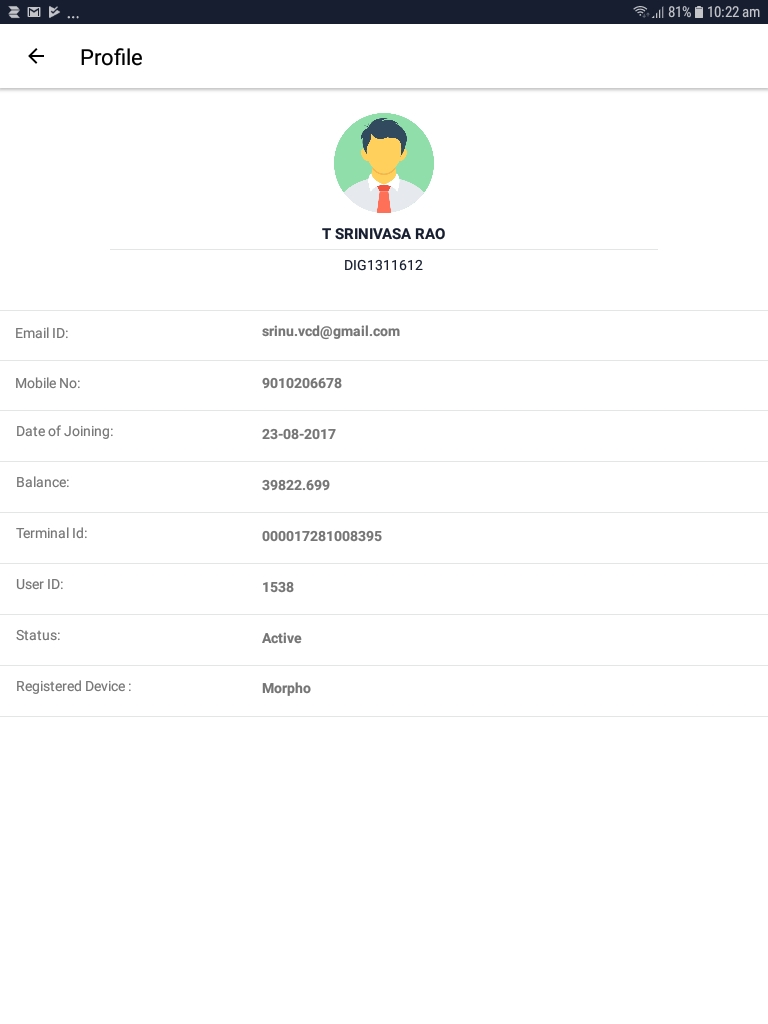 ... 81% 10:22 am
Profile
T SRINIVASA RAO
DIG1311612
Email ID: srinu.vcd@gmail.com
Mobile No: 9010206678
Date of Joining: 23-08-2017
Balance: 39822.699
Terminal Id: 000017281008395
User ID: 1538
Status: Active
Registered Device : Morpho